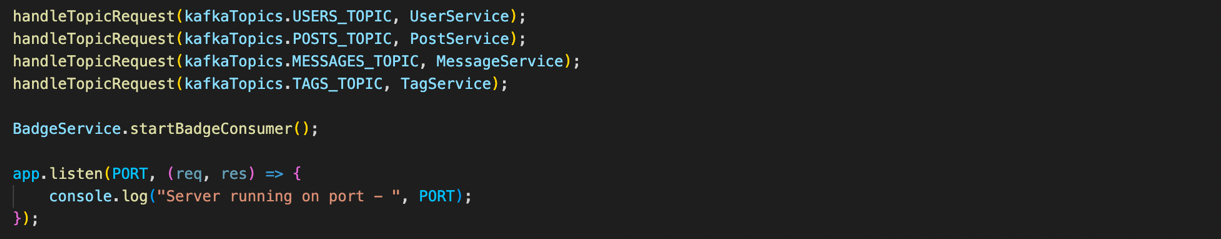 handleTopicRequest(kafkaTopics.USERS_TOPIC, UserService);
handleTopicRequest(kafkaTopics.POSTS_TOPIC, PostService);
handleTopicRequest(kafkaTopics.MESSAGES_TOPIC, MessageService);
handleTopicRequest(kafkaTopics.TAGS_TOPIC, TagService);
BadgeService.startBadgeConsumer();
app.listen(PORT, (req, res) => {
    console.log("Server running on port - ", PORT);
});